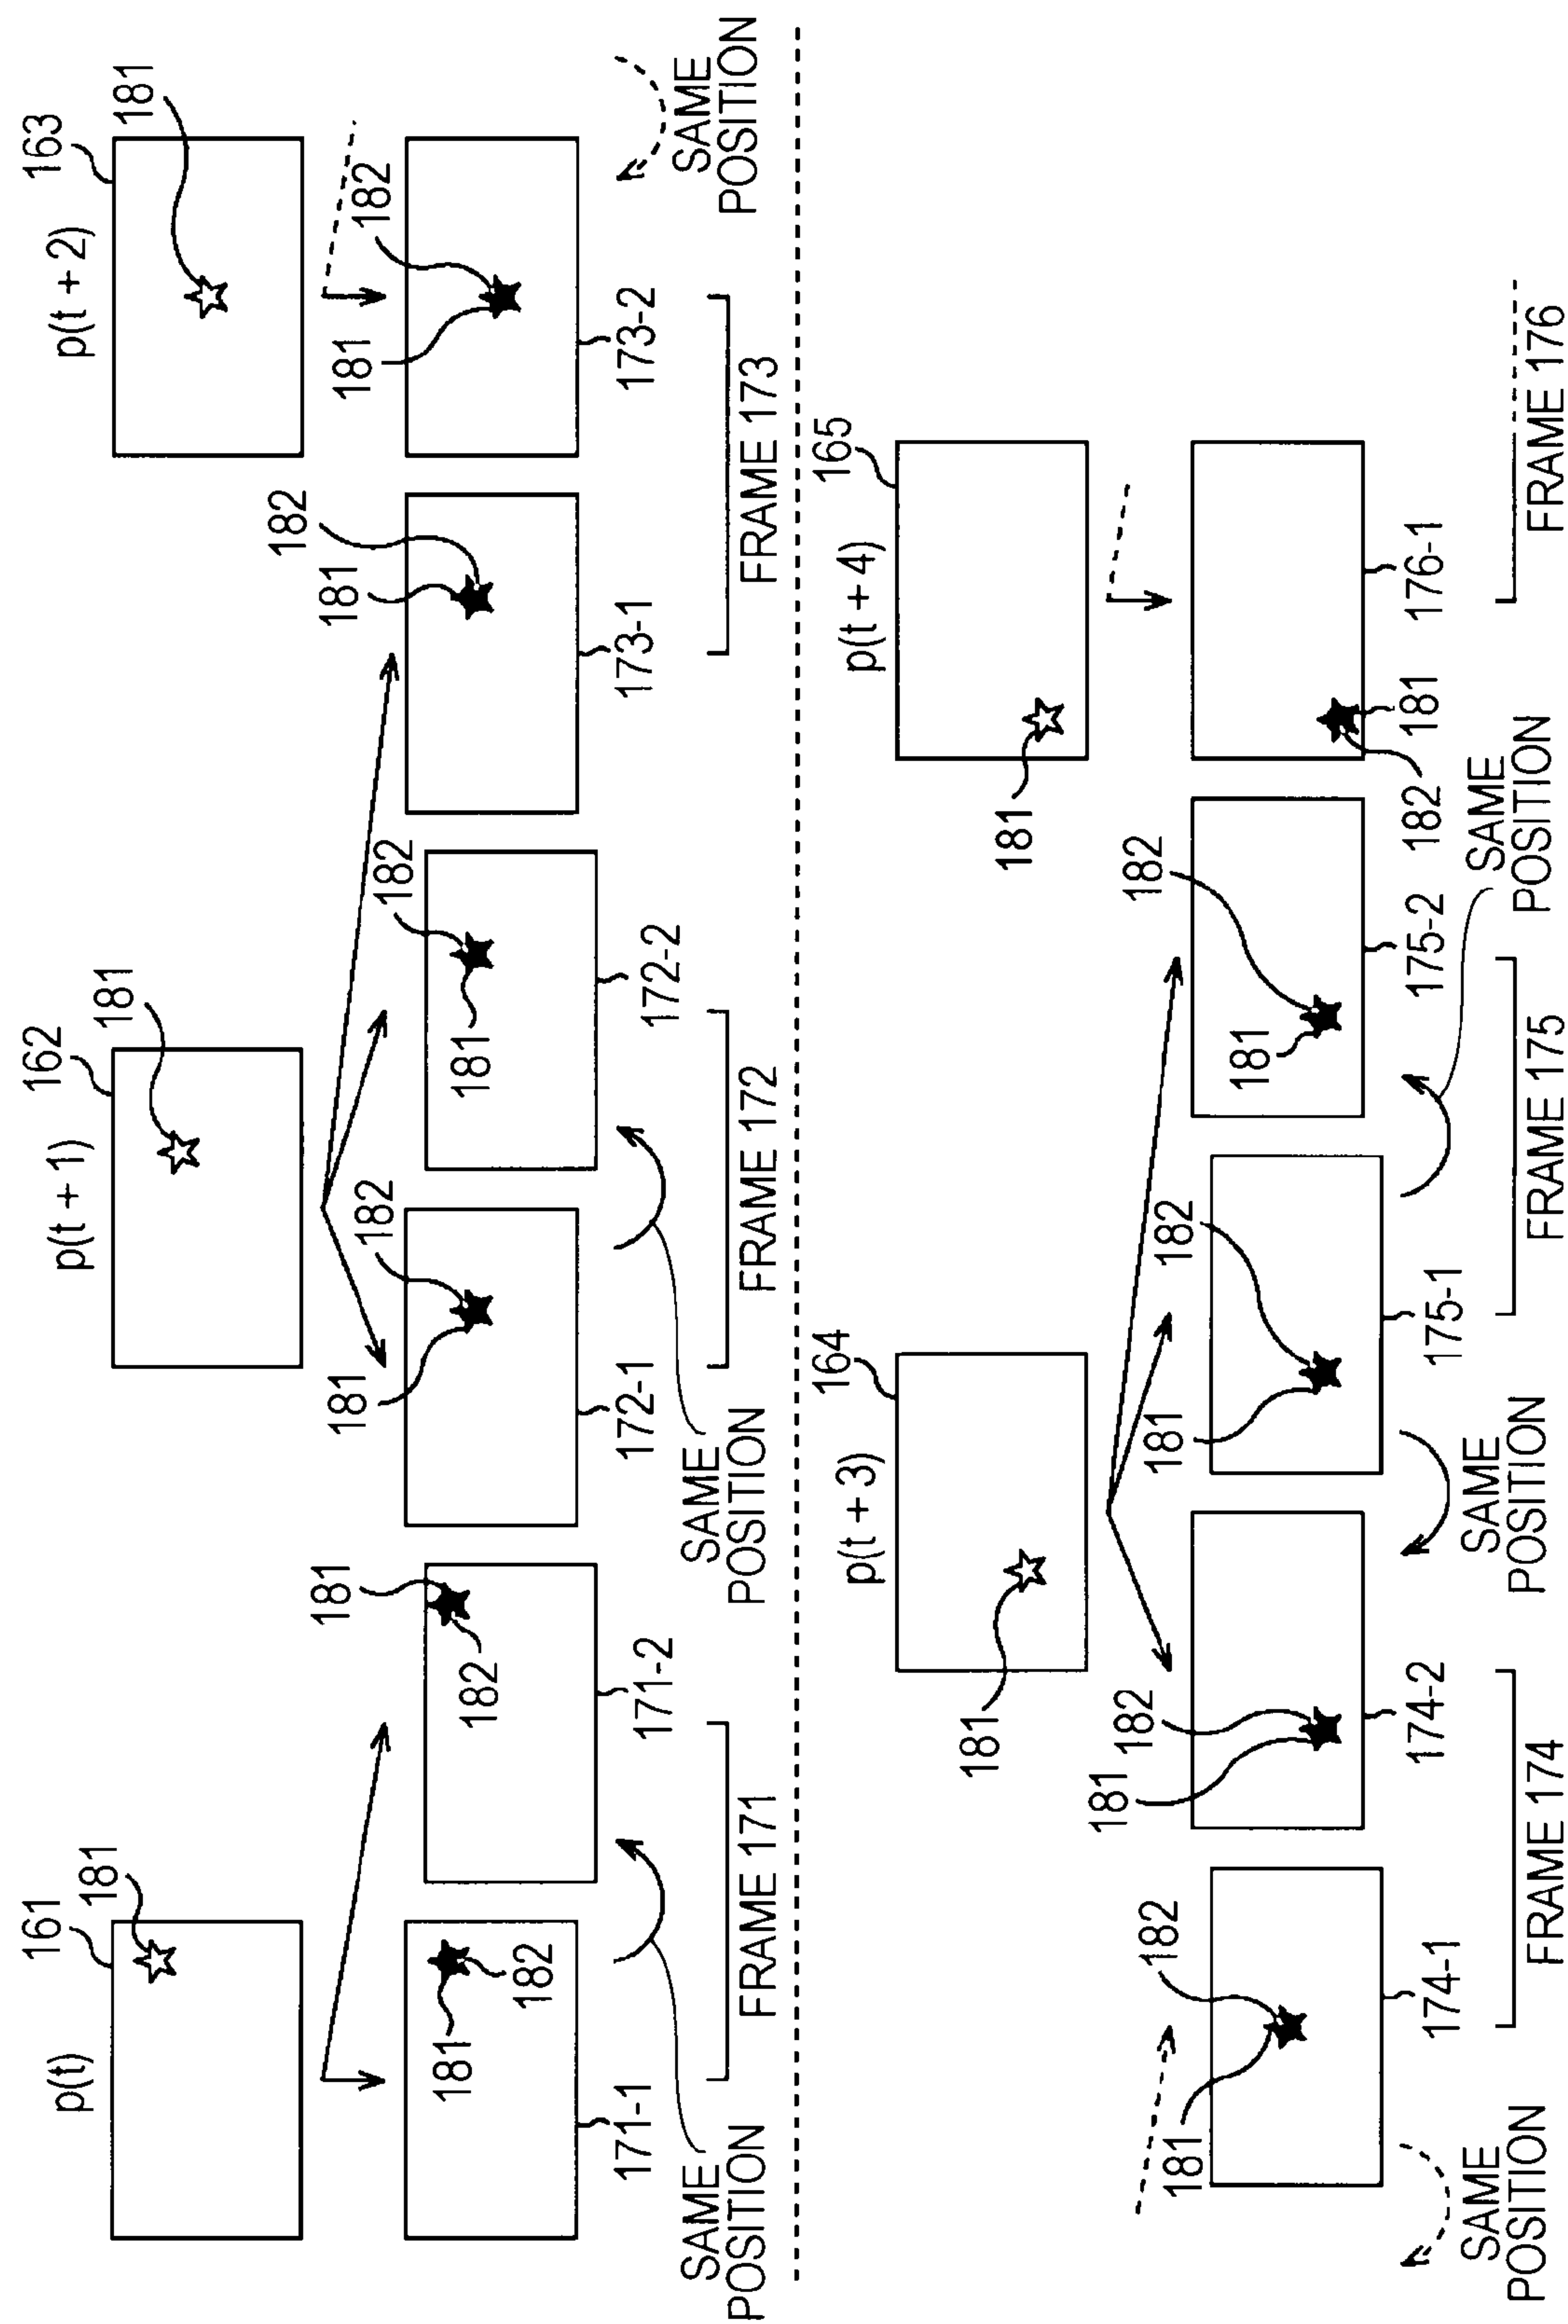 p(t)
161
181
p(t + 1)
162
181
p(t + 2)
163
181
181
182
171-1
181
182
171-2
181
182
172-1
182
181
172-2
181
182
173-1
181
182
173-2
SAME
POSITION
SAME
POSITION
SAME
POSITION
FRAME 171
FRAME 172
FRAME 173
p(t + 3)
164
181
p(t + 4)
165
181
181
182
174-1
181
182
174-2
181
182
175-1
181
182
175-2
182
181
176-1
SAME
POSITION
SAME
POSITION
SAME
POSITION
FRAME 174
FRAME 175
FRAME 176